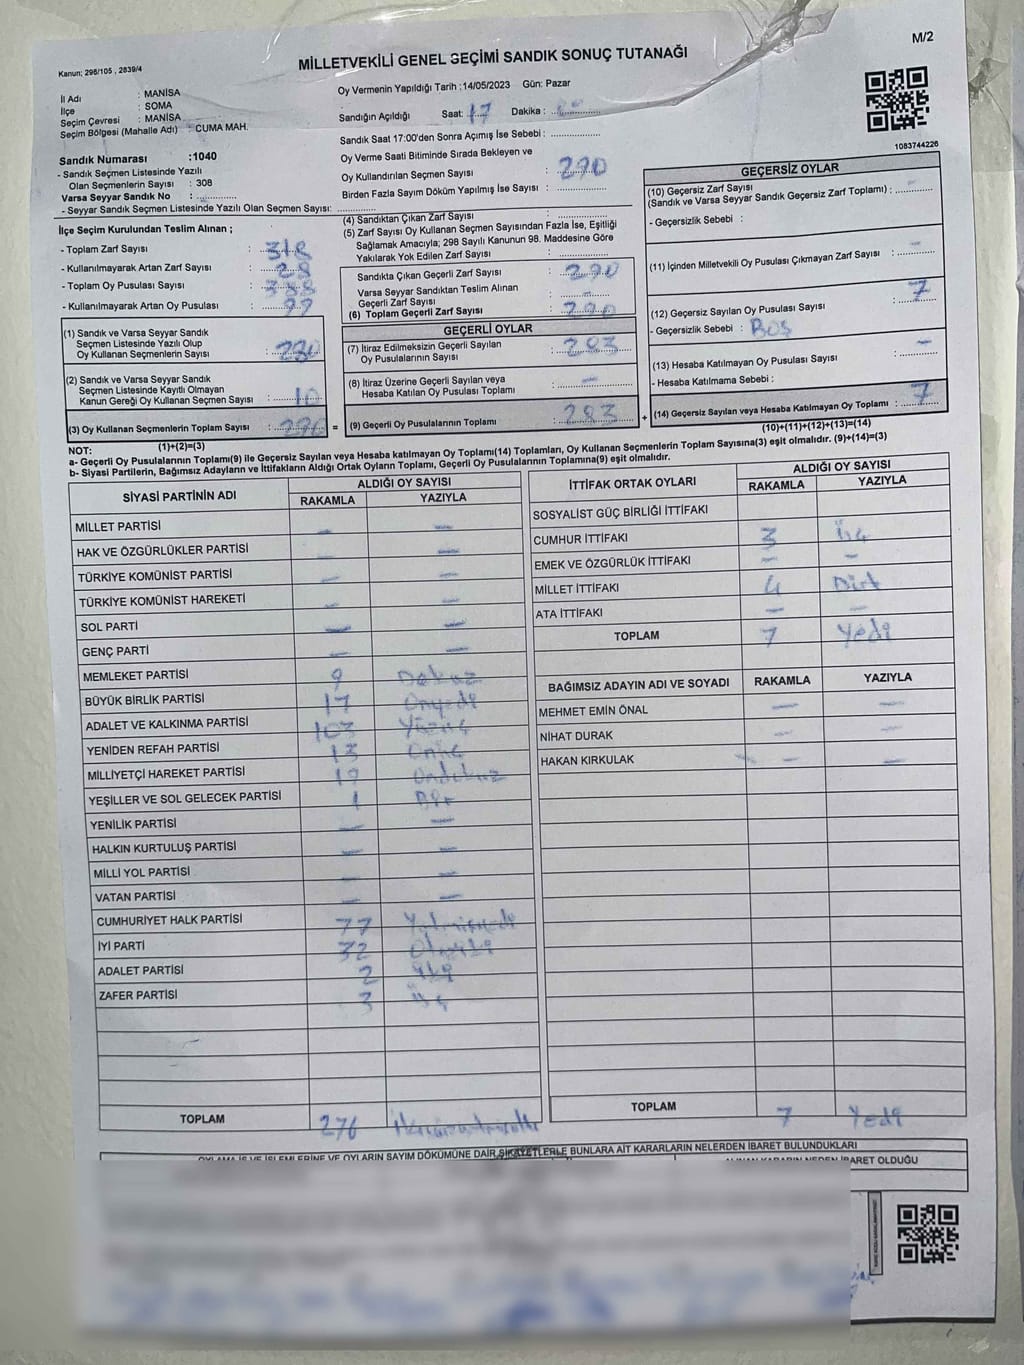 M/2
Kanun; 298/105 , 2839/4
MİLLETVEKİLİ GENEL SEÇİMİ SANDIK SONUÇ TUTANAĞI
İl Adı : MANİSA
İlçe : SOMA
Seçim Çevresi : MANİSA
Seçim Bölgesi (Mahalle Adı) : CUMA MAH.
Oy Vermenin Yapıldığı Tarih :14/05/2023 Gün: Pazar
Sandığın Açıldığı Saat: 17 Dakika :
Sandık Saat 17:00'den Sonra Açımış İse Sebebi :
1083744226
Sandık Numarası :1040
- Sandık Seçmen Listesinde Yazılı
Olan Seçmenlerin Sayısı : 308
Varsa Seyyar Sandık No :
- Seyyar Sandık Seçmen Listesinde Yazılı Olan Seçmen Sayısı:
Oy Verme Saati Bitiminde Sırada Bekleyen ve
Oy Kullandırılan Seçmen Sayısı : 290
Birden Fazla Sayım Döküm Yapılmış İse Sayısı :
İlçe Seçim Kurulundan Teslim Alınan ;
- Toplam Zarf Sayısı : 318
- Kullanılmayarak Artan Zarf Sayısı : 28
- Toplam Oy Pusulası Sayısı :
- Kullanılmayarak Artan Oy Pusulası :
(1) Sandık ve Varsa Seyyar Sandık
Seçmen Listesinde Yazılı Olup
Oy Kullanan Seçmenlerin Sayısı : 280
(2) Sandık ve Varsa Seyyar Sandık
Seçmen Listesinde Kayıtlı Olmayan
Kanun Gereği Oy Kullanan Seçmen Sayısı : 10
(3) Oy Kullanan Seçmenlerin Toplam Sayısı : 290
(1)+(2)=(3)
(4) Sandıktan Çıkan Zarf Sayısı :
(5) Zarf Sayısı Oy Kullanan Seçmen Sayısından Fazla İse, Eşitliği
Sağlamak Amacıyla; 298 Sayılı Kanunun 98. Maddesine Göre
Yakılarak Yok Edilen Zarf Sayısı :
Sandıkta Çıkan Geçerli Zarf Sayısı : 290
Varsa Seyyar Sandıktan Teslim Alınan
Geçerli Zarf Sayısı : -
(6) Toplam Geçerli Zarf Sayısı : 290
GEÇERLİ OYLAR
(7) İtiraz Edilmeksizin Geçerli Sayılan
Oy Pusulalarının Sayısı : 283
(8) İtiraz Üzerine Geçerli Sayılan veya
Hesaba Katılan Oy Pusulası Toplamı : -
= (9) Geçerli Oy Pusulalarının Toplamı : 283
GEÇERSİZ OYLAR
(10) Geçersiz Zarf Sayısı
(Sandık ve Varsa Seyyar Sandık Geçersiz Zarf Toplamı) : -
- Geçersizlik Sebebi :
(11) İçinden Milletvekili Oy Pusulası Çıkmayan Zarf Sayısı : -
(12) Geçersiz Sayılan Oy Pusulası Sayısı : 7
- Geçersizlik Sebebi : BOŞ
(13) Hesaba Katılmayan Oy Pusulası Sayısı : -
- Hesaba Katılmama Sebebi :
+ (14) Geçersiz Sayılan veya Hesaba Katılmayan Oy Toplamı : 7
(10)+(11)+(12)+(13)=(14)
NOT:
a- Geçerli Oy Pusulalarının Toplamı(9) ile Geçersiz Sayılan veya Hesaba katılmayan Oy Toplamı(14) Toplamları, Oy Kullanan Seçmenlerin Toplam Sayısına(3) eşit olmalıdır. (9)+(14)=(3)
b- Siyasi Partilerin, Bağımsız Adayların ve İttifakların Aldığı Ortak Oyların Toplamı, Geçerli Oy Pusulalarının Toplamına(9) eşit olmalıdır.
SİYASİ PARTİNİN ADI ALDIĞI OY SAYISI
RAKAMLA YAZIYLA
MİLLET PARTİSİ - -
HAK VE ÖZGÜRLÜKLER PARTİSİ - -
TÜRKİYE KOMÜNİST PARTİSİ - -
TÜRKİYE KOMÜNİST HAREKETİ - -
SOL PARTİ - -
GENÇ PARTİ - -
MEMLEKET PARTİSİ 9 Dokuz
BÜYÜK BİRLİK PARTİSİ 17 Onyedi
ADALET VE KALKINMA PARTİSİ 103 Yüzüç
YENİDEN REFAH PARTİSİ 13 Onüç
MİLLİYETÇİ HAREKET PARTİSİ 19 Ondokuz
YEŞİLLER VE SOL GELECEK PARTİSİ 1 Bir
YENİLİK PARTİSİ - -
HALKIN KURTULUŞ PARTİSİ - -
MİLLİ YOL PARTİSİ - -
VATAN PARTİSİ - -
CUMHURİYET HALK PARTİSİ 77 Yetmişyedi
İYİ PARTİ 32 Otuziki
ADALET PARTİSİ 2 İki
ZAFER PARTİSİ 3 Üç
TOPLAM 276 İkiyüzyetmişaltı
İTTİFAK ORTAK OYLARI ALDIĞI OY SAYISI
RAKAMLA YAZIYLA
SOSYALİST GÜÇ BİRLİĞİ İTTİFAKI
CUMHUR İTTİFAKI 3 Üç
EMEK VE ÖZGÜRLÜK İTTİFAKI - -
MİLLET İTTİFAKI 4 Dört
ATA İTTİFAKI - -
TOPLAM 7 Yedi
BAĞIMSIZ ADAYIN ADI VE SOYADI RAKAMLA YAZIYLA
MEHMET EMİN ÖNAL - -
NİHAT DURAK - -
HAKAN KIRKULAK - -
TOPLAM 7 Yedi
OYLAMA İŞ VE İŞLEMLERİNE VE OYLARIN SAYIM DÖKÜMÜNE DAİR ŞİKAYETLERLE BUNLARA AİT KARARLARIN NELERDEN İBARET BULUNDUKLARI
ALINAN KARARIN NEDEN İBARET OLDUĞU